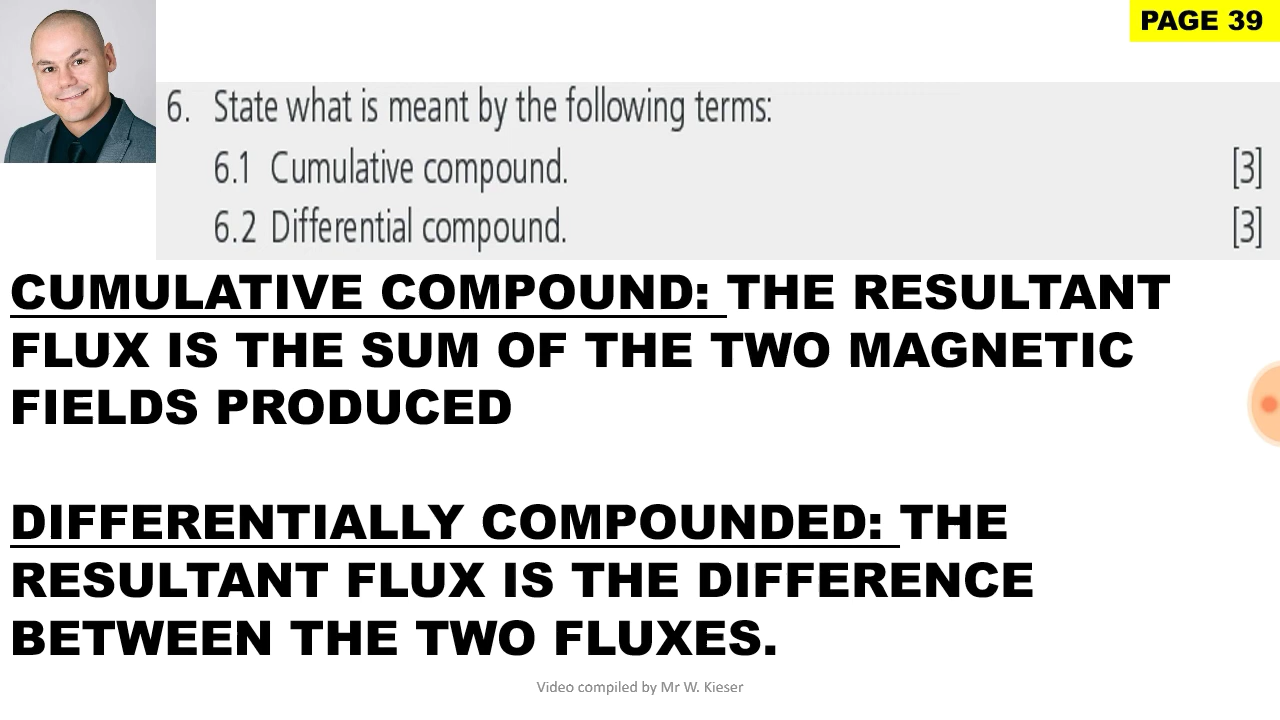 PAGE 39
6. State what is meant by the following terms:
6.1 Cumulative compound. [3]
6.2 Differential compound. [3]
CUMULATIVE COMPOUND: THE RESULTANT
FLUX IS THE SUM OF THE TWO MAGNETIC
FIELDS PRODUCED
DIFFERENTIALLY COMPOUNDED: THE
RESULTANT FLUX IS THE DIFFERENCE
BETWEEN THE TWO FLUXES.
Video compiled by Mr W. Kieser